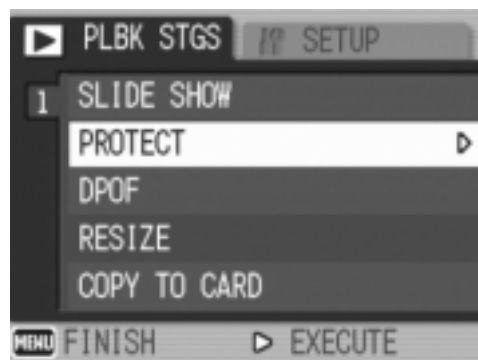 PLBK STGS SETUP
1 SLIDE SHOW
PROTECT
DPOF
RESIZE
COPY TO CARD
MENU FINISH EXECUTE